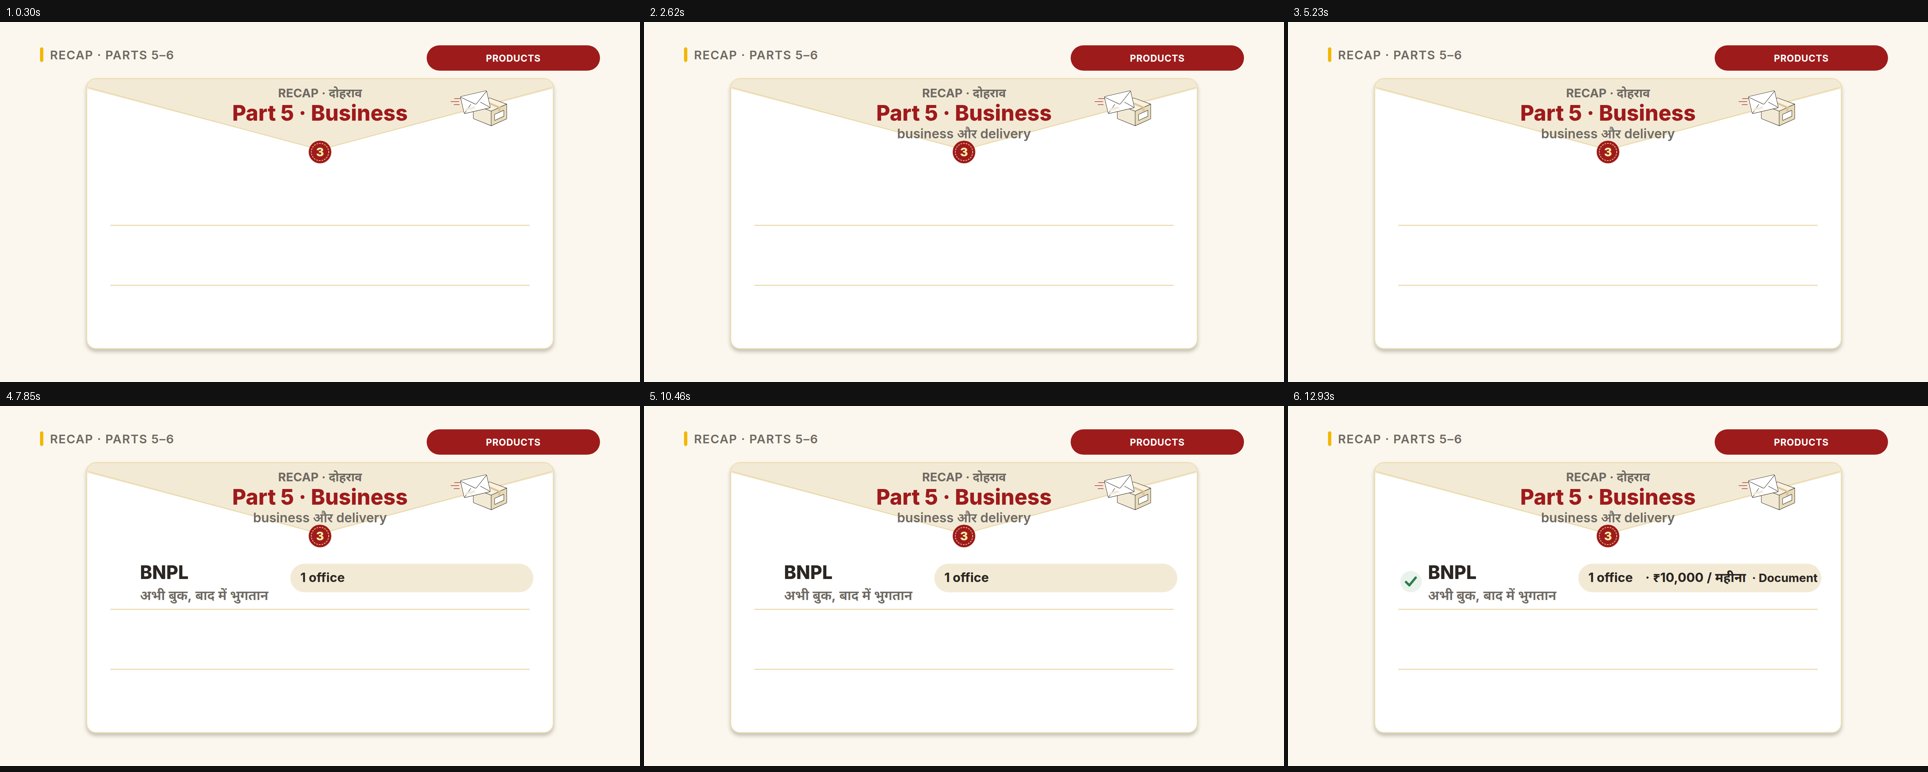 1. 0.30s
RECAP · PARTS 5–6
PRODUCTS
RECAP · दोहराव
Part 5 · Business
3
2. 2.62s
RECAP · PARTS 5–6
PRODUCTS
RECAP · दोहराव
Part 5 · Business
business और delivery
3
3. 5.23s
RECAP · PARTS 5–6
PRODUCTS
RECAP · दोहराव
Part 5 · Business
business और delivery
3
4. 7.85s
RECAP · PARTS 5–6
PRODUCTS
RECAP · दोहराव
Part 5 · Business
business और delivery
3
BNPL
1 office
अभी बुक, बाद में भुगतान
5. 10.46s
RECAP · PARTS 5–6
PRODUCTS
RECAP · दोहराव
Part 5 · Business
business और delivery
3
BNPL
1 office
अभी बुक, बाद में भुगतान
6. 12.93s
RECAP · PARTS 5–6
PRODUCTS
RECAP · दोहराव
Part 5 · Business
business और delivery
3
BNPL
1 office · ₹10,000 / महीना · Document
अभी बुक, बाद में भुगतान